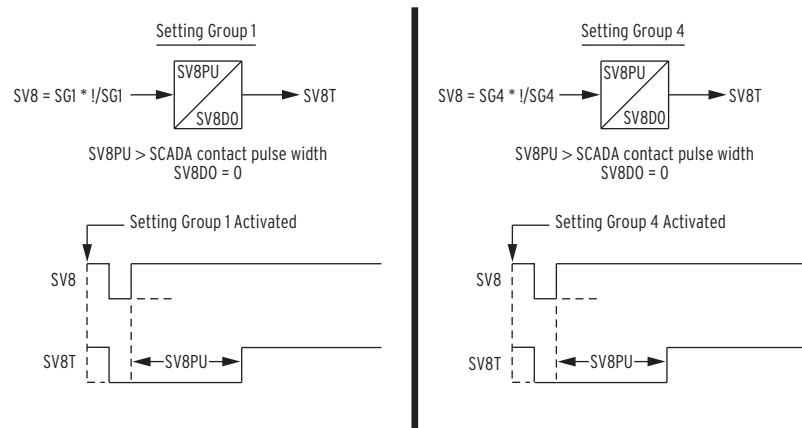 Setting Group 1
SV8 = SG1 * !/SG1
SV8PU
SV8DO
SV8T
SV8PU > SCADA contact pulse width
SV8DO = 0
Setting Group 1 Activated
SV8
SV8T
SV8PU
Setting Group 4
SV8 = SG4 * !/SG4
SV8PU
SV8DO
SV8T
SV8PU > SCADA contact pulse width
SV8DO = 0
Setting Group 4 Activated
SV8
SV8T
SV8PU